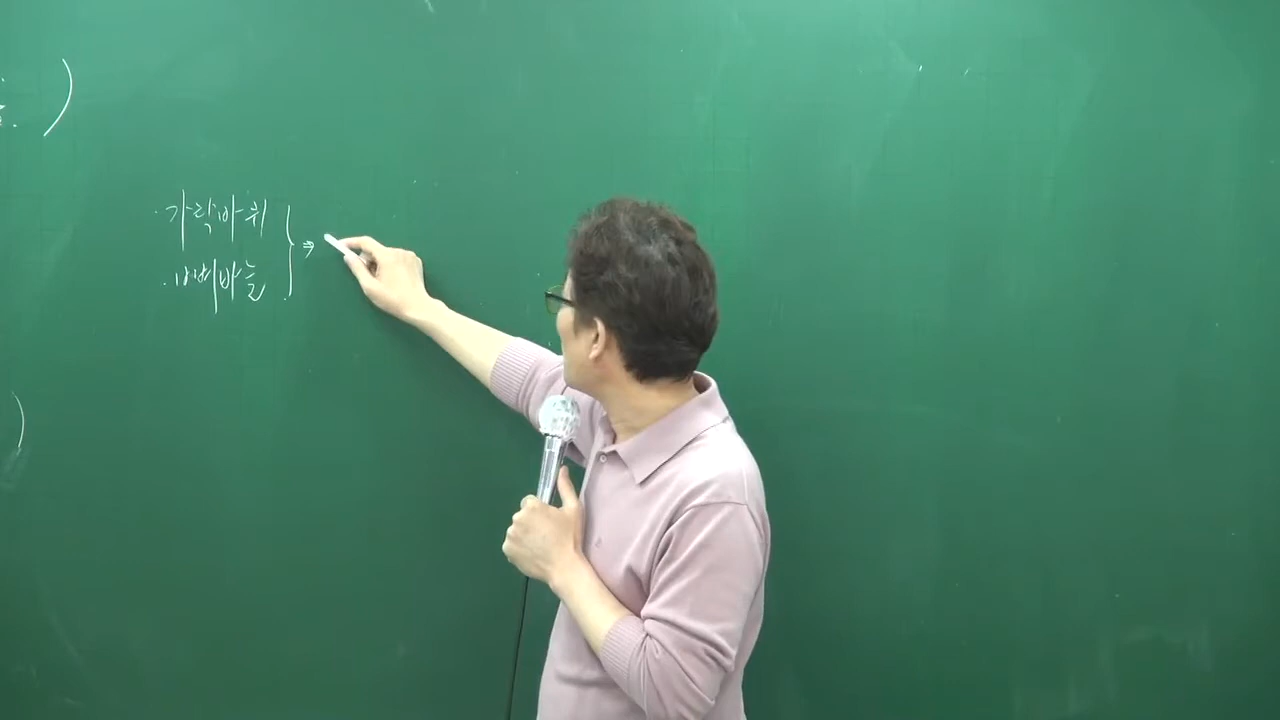 · 가락바퀴 } ⇒
· 뼈바늘